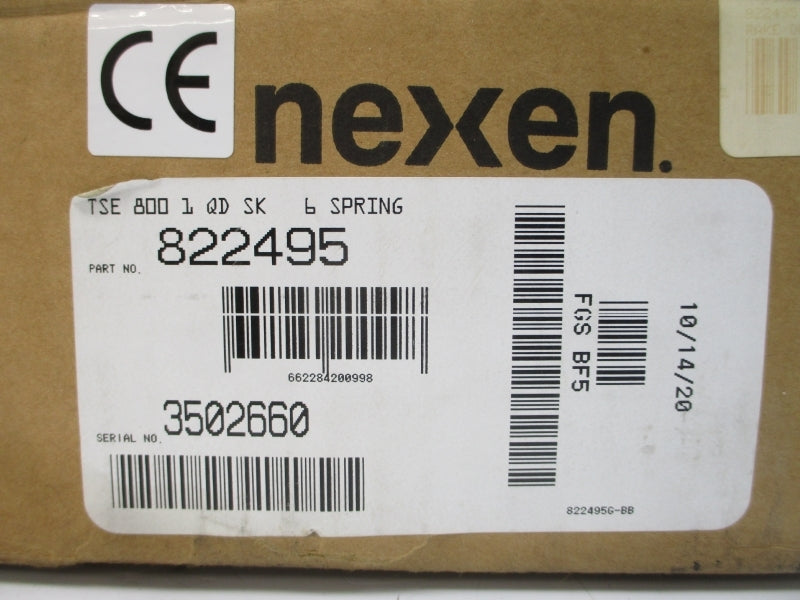 CE nexen.
TSE 800 1 QD SK 6 SPRING
PART NO. 822495
662284200998
SERIAL NO. 3502660
FGS BF5
10/14/20
822495G-BB